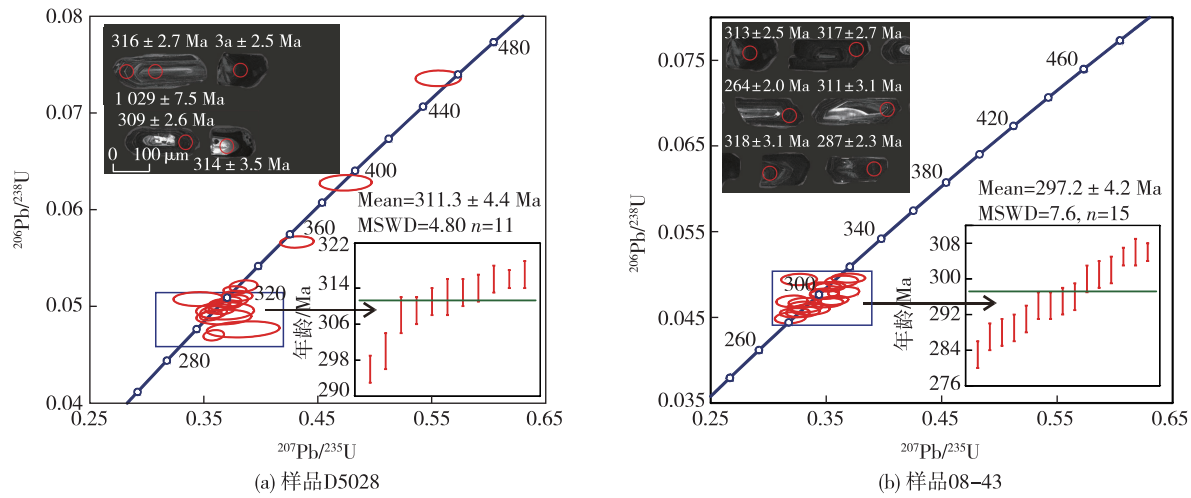 0.08
0.07
0.06
0.05
0.04
0.25
0.35
0.45
0.55
0.65
²⁰⁶Pb/²³⁸U
²⁰⁷Pb/²³⁵U
316 ± 2.7 Ma
3a ± 2.5 Ma
1 029 ± 7.5 Ma
309 ± 2.6 Ma
0 100 μm
314 ± 3.5 Ma
480
440
400
360
320
280
Mean=311.3 ± 4.4 Ma
MSWD=4.80 n=11
322
314
306
298
290
年龄/Ma
(a) 样品D5028
0.08
0.075
0.065
0.055
0.045
0.035
0.25
0.35
0.45
0.55
0.65
²⁰⁶Pb/²³⁸U
²⁰⁷Pb/²³⁵U
313±2.5 Ma
317±2.7 Ma
264±2.0 Ma
311±3.1 Ma
318±3.1 Ma
287±2.3 Ma
460
420
380
340
300
260
Mean=297.2 ± 4.2 Ma
MSWD=7.6, n=15
308
300
292
284
276
年龄/Ma
(b) 样品08-43